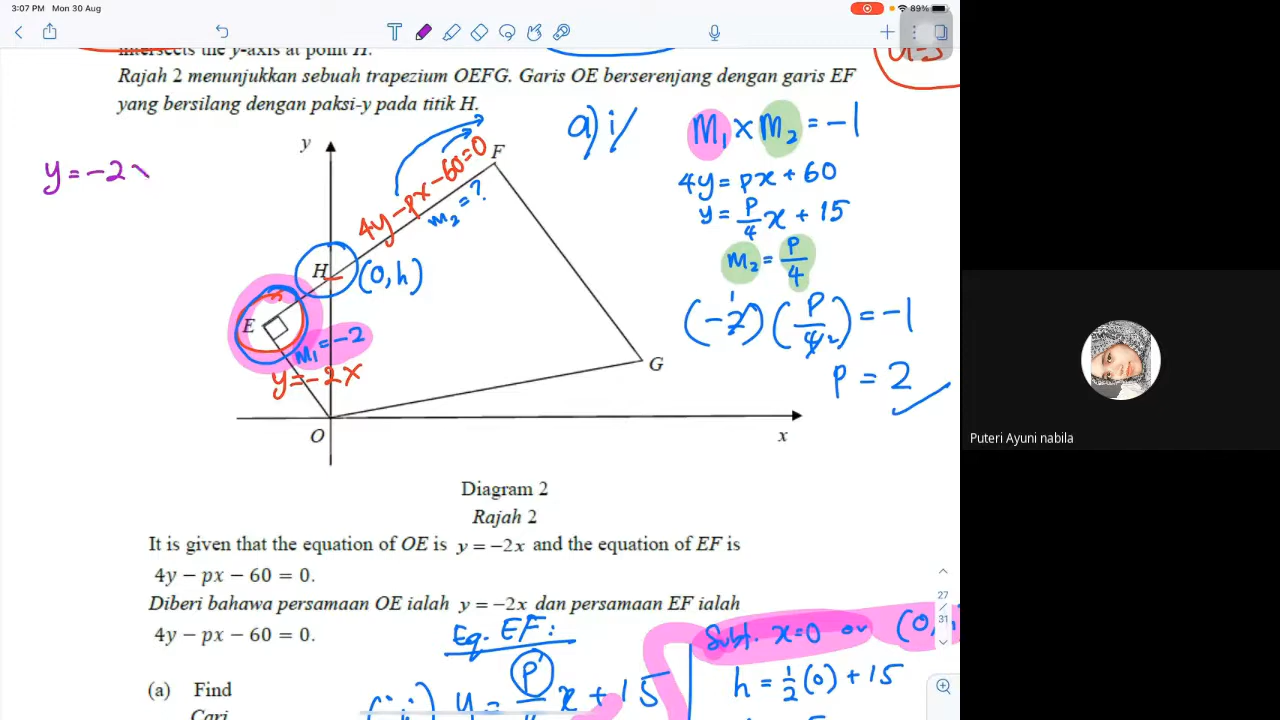 3:07 PM Mon 30 Aug
89%
intersects the y-axis at point H.
Rajah 2 menunjukkan sebuah trapezium OEFG. Garis OE berserenjang dengan garis EF
yang bersilang dengan paksi-y pada titik H.
a) i/
M₁ × M₂ = -1
4y = px + 60
y = P/4 x + 15
m₂ = P/4
(-2) (P/4) = -1
1
2
P = 2
y = -2x
y
F
4y - px - 60 = 0
m₂ = ?
H
(0, h)
E
m₁ = -2
y = -2x
G
O
x
Diagram 2
Rajah 2
It is given that the equation of OE is y = −2x and the equation of EF is
4y − px − 60 = 0.
Diberi bahawa persamaan OE ialah y = −2x dan persamaan EF ialah
4y − px − 60 = 0.
Eq. EF:
(a) Find
Cari
Subt. x=0 or (0,
h = 1/2 (0) + 15
27
31
Puteri Ayuni nabila